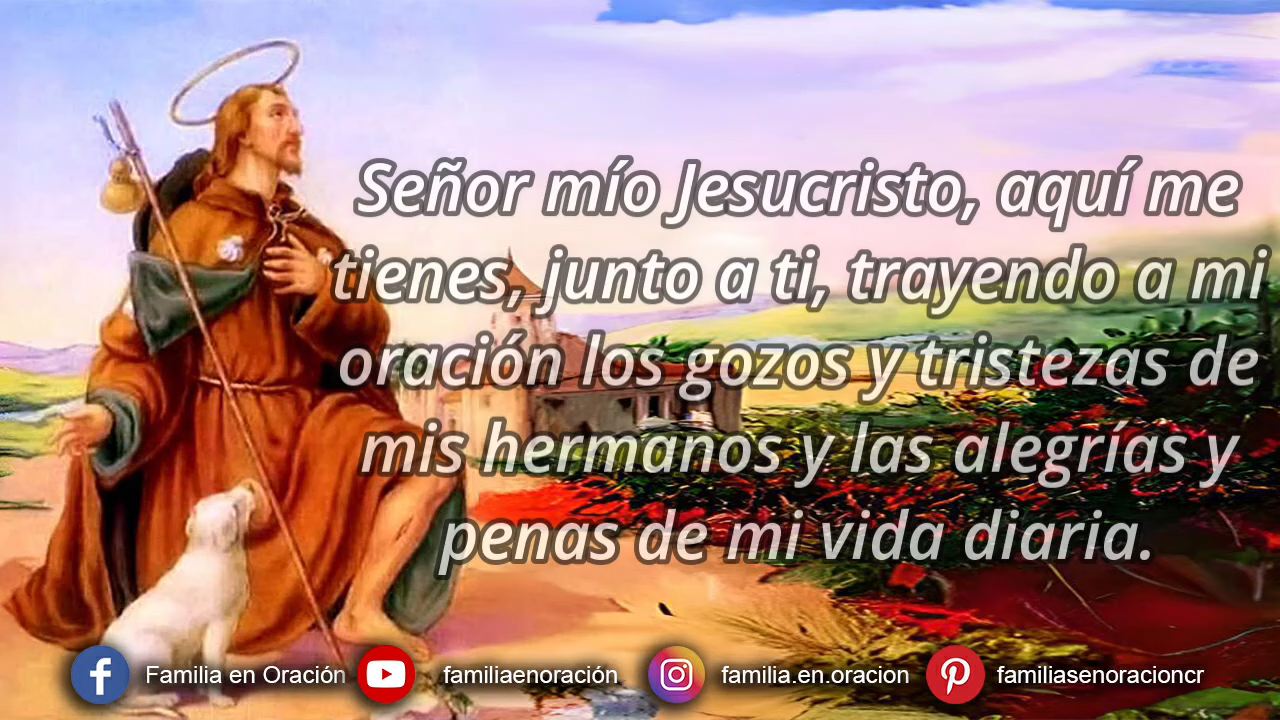 Señor mío Jesucristo, aquí me
tienes, junto a ti, trayendo a mi
oración los gozos y tristezas de
mis hermanos y las alegrías y
penas de mi vida diaria.
Familia en Oración
familiaenoración
familia.en.oracion
familiasenoracioncr